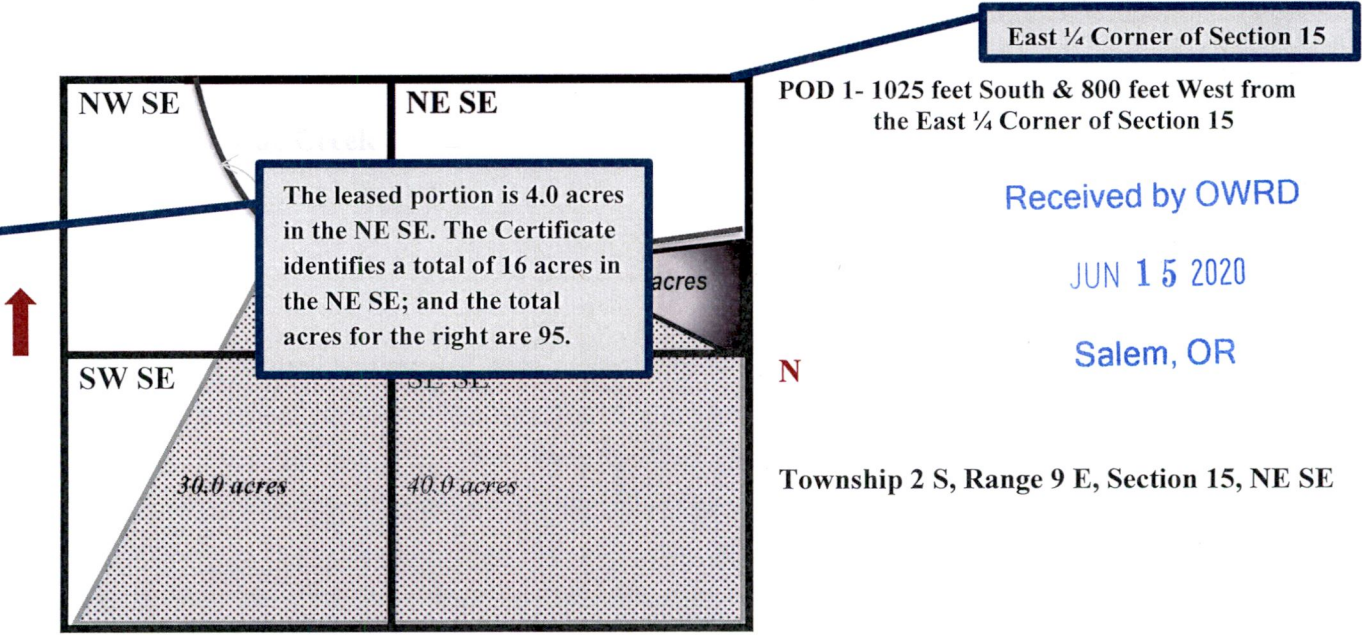 East ¼ Corner of Section 15
NW SE
NE SE
POD 1- 1025 feet South & 800 feet West from
the East ¼ Corner of Section 15
The leased portion is 4.0 acres
in the NE SE. The Certificate
identifies a total of 16 acres in
the NE SE; and the total
acres for the right are 95.
acres
Received by OWRD
JUN 15 2020
Salem, OR
N
SW SE
SE SE
30.0 acres
40.0 acres
Township 2 S, Range 9 E, Section 15, NE SE